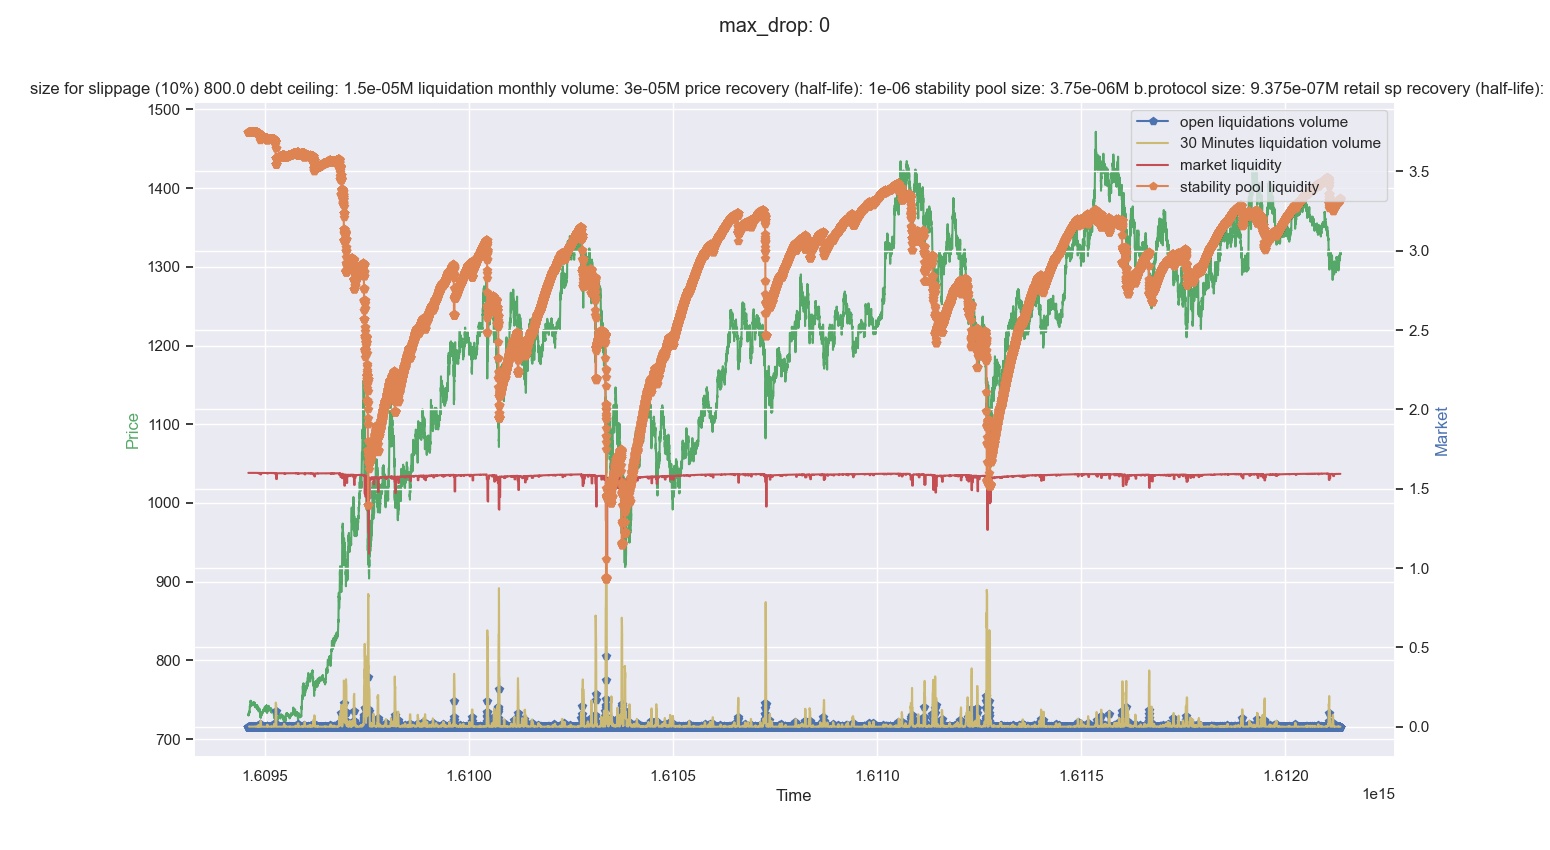 max_drop: 0
size for slippage (10%) 800.0 debt ceiling: 1.5e-05M liquidation monthly volume: 3e-05M price recovery (half-life): 1e-06 stability pool size: 3.75e-06M b.protocol size: 9.375e-07M retail sp recovery (half-life):
open liquidations volume
30 Minutes liquidation volume
market liquidity
stability pool liquidity
1500
1400
1300
1200
1100
1000
900
800
700
Price
3.5
3.0
2.5
2.0
1.5
1.0
0.5
0.0
Market
1.6095 1.6100 1.6105 1.6110 1.6115 1.6120
Time
1e15